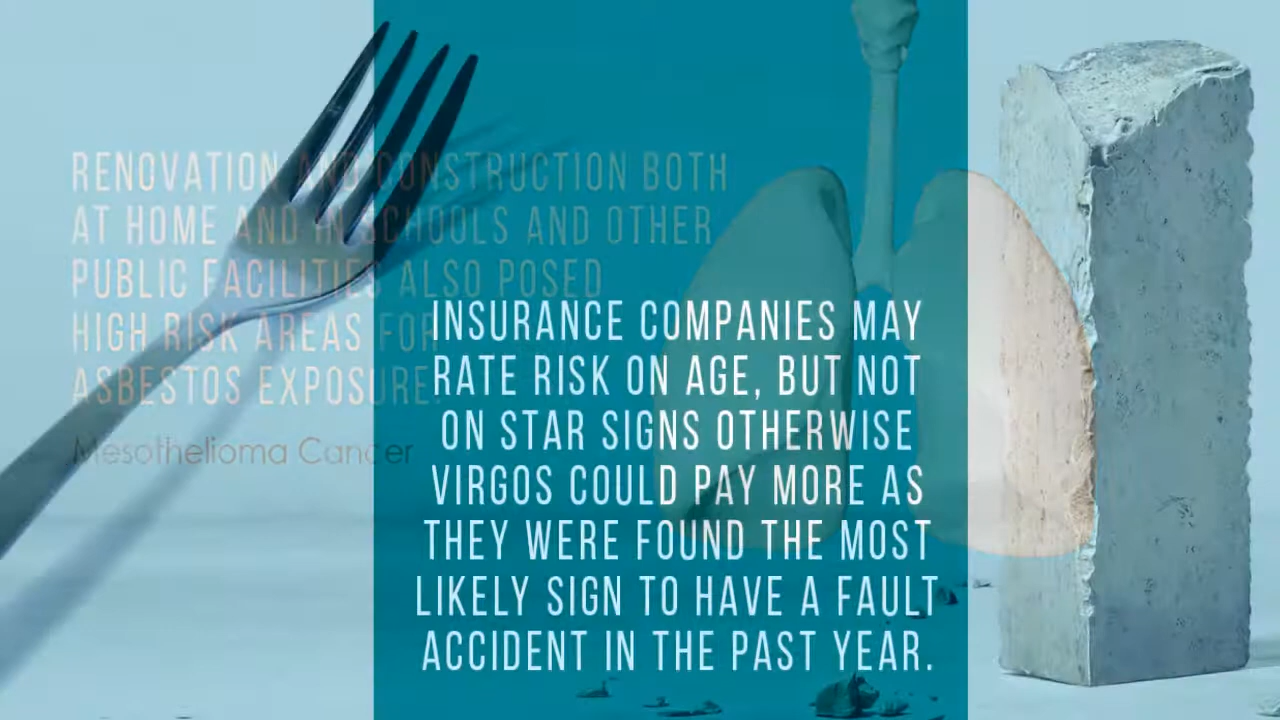 RENOVATION AND CONSTRUCTION BOTH
AT HOME AND IN SCHOOLS AND OTHER
PUBLIC FACILITIES ALSO POSED
HIGH RISK AREAS FOR
ASBESTOS EXPOSURE.
Mesothelioma Cancer
INSURANCE COMPANIES MAY
RATE RISK ON AGE, BUT NOT
ON STAR SIGNS OTHERWISE
VIRGOS COULD PAY MORE AS
THEY WERE FOUND THE MOST
LIKELY SIGN TO HAVE A FAULT
ACCIDENT IN THE PAST YEAR.